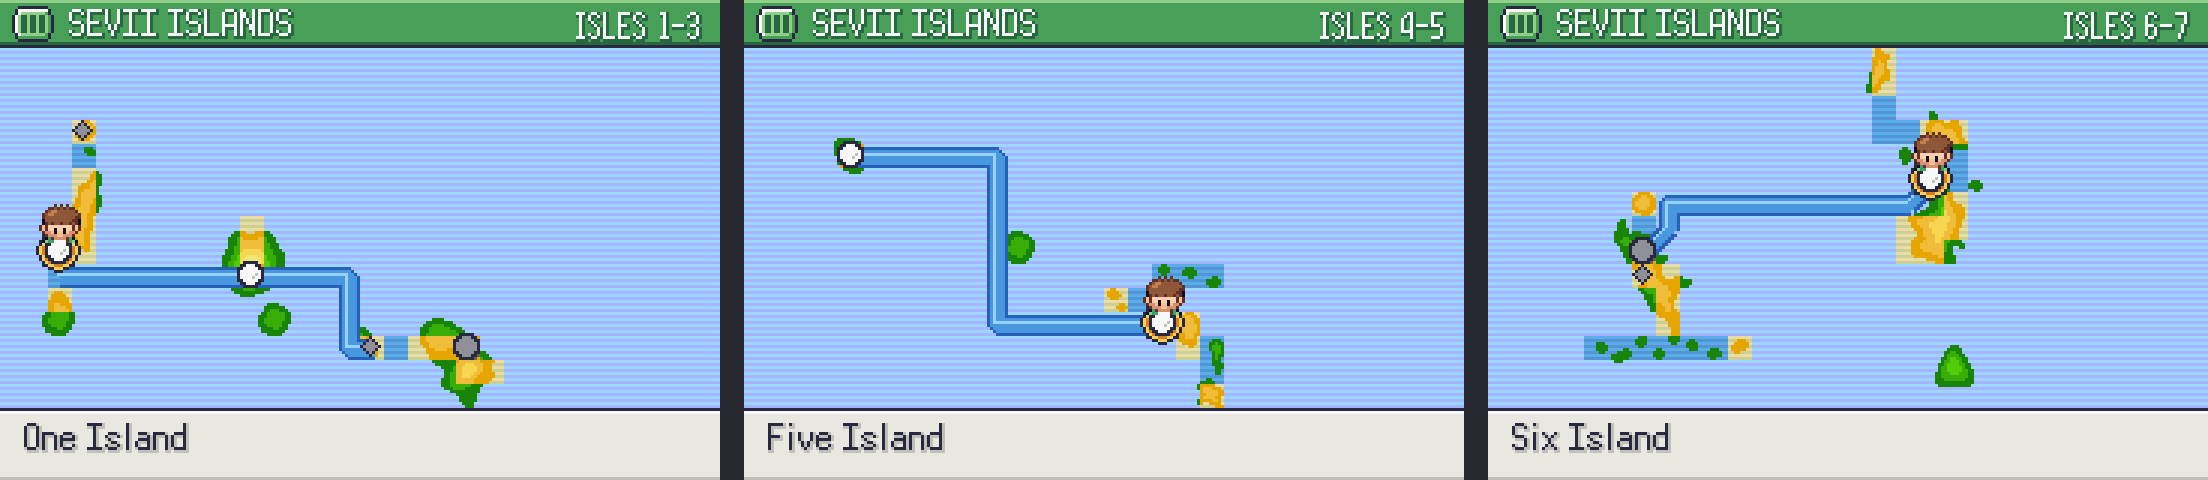 SEVII ISLANDS ISLES 1-3
One Island
SEVII ISLANDS ISLES 4-5
Five Island
SEVII ISLANDS ISLES 6-7
Six Island